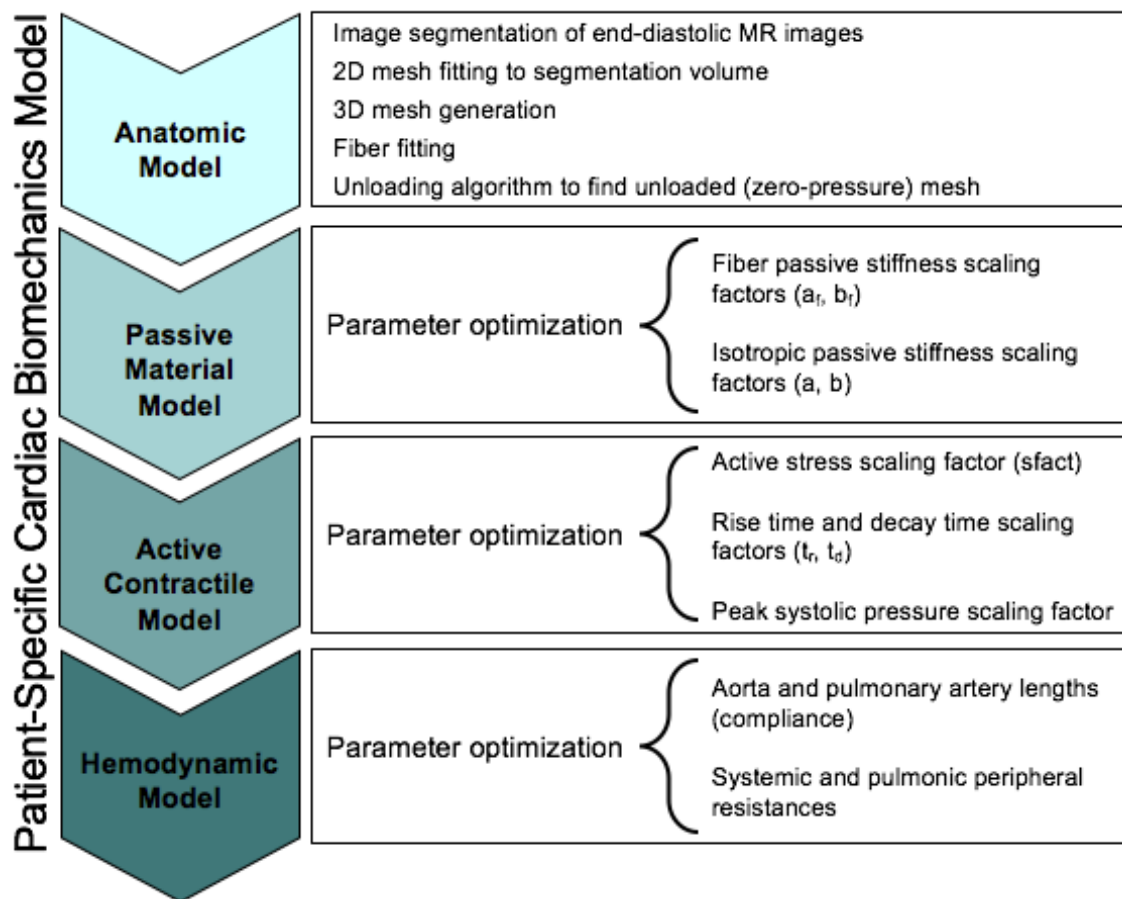 Patient-Specific Cardiac Biomechanics Model
Anatomic
Model
Image segmentation of end-diastolic MR images
2D mesh fitting to segmentation volume
3D mesh generation
Fiber fitting
Unloading algorithm to find unloaded (zero-pressure) mesh
Passive
Material
Model
Parameter optimization
Fiber passive stiffness scaling
factors (af, bf)
Isotropic passive stiffness scaling
factors (a, b)
Active
Contractile
Model
Parameter optimization
Active stress scaling factor (sfact)
Rise time and decay time scaling
factors (tr, td)
Peak systolic pressure scaling factor
Hemodynamic
Model
Parameter optimization
Aorta and pulmonary artery lengths
(compliance)
Systemic and pulmonic peripheral
resistances